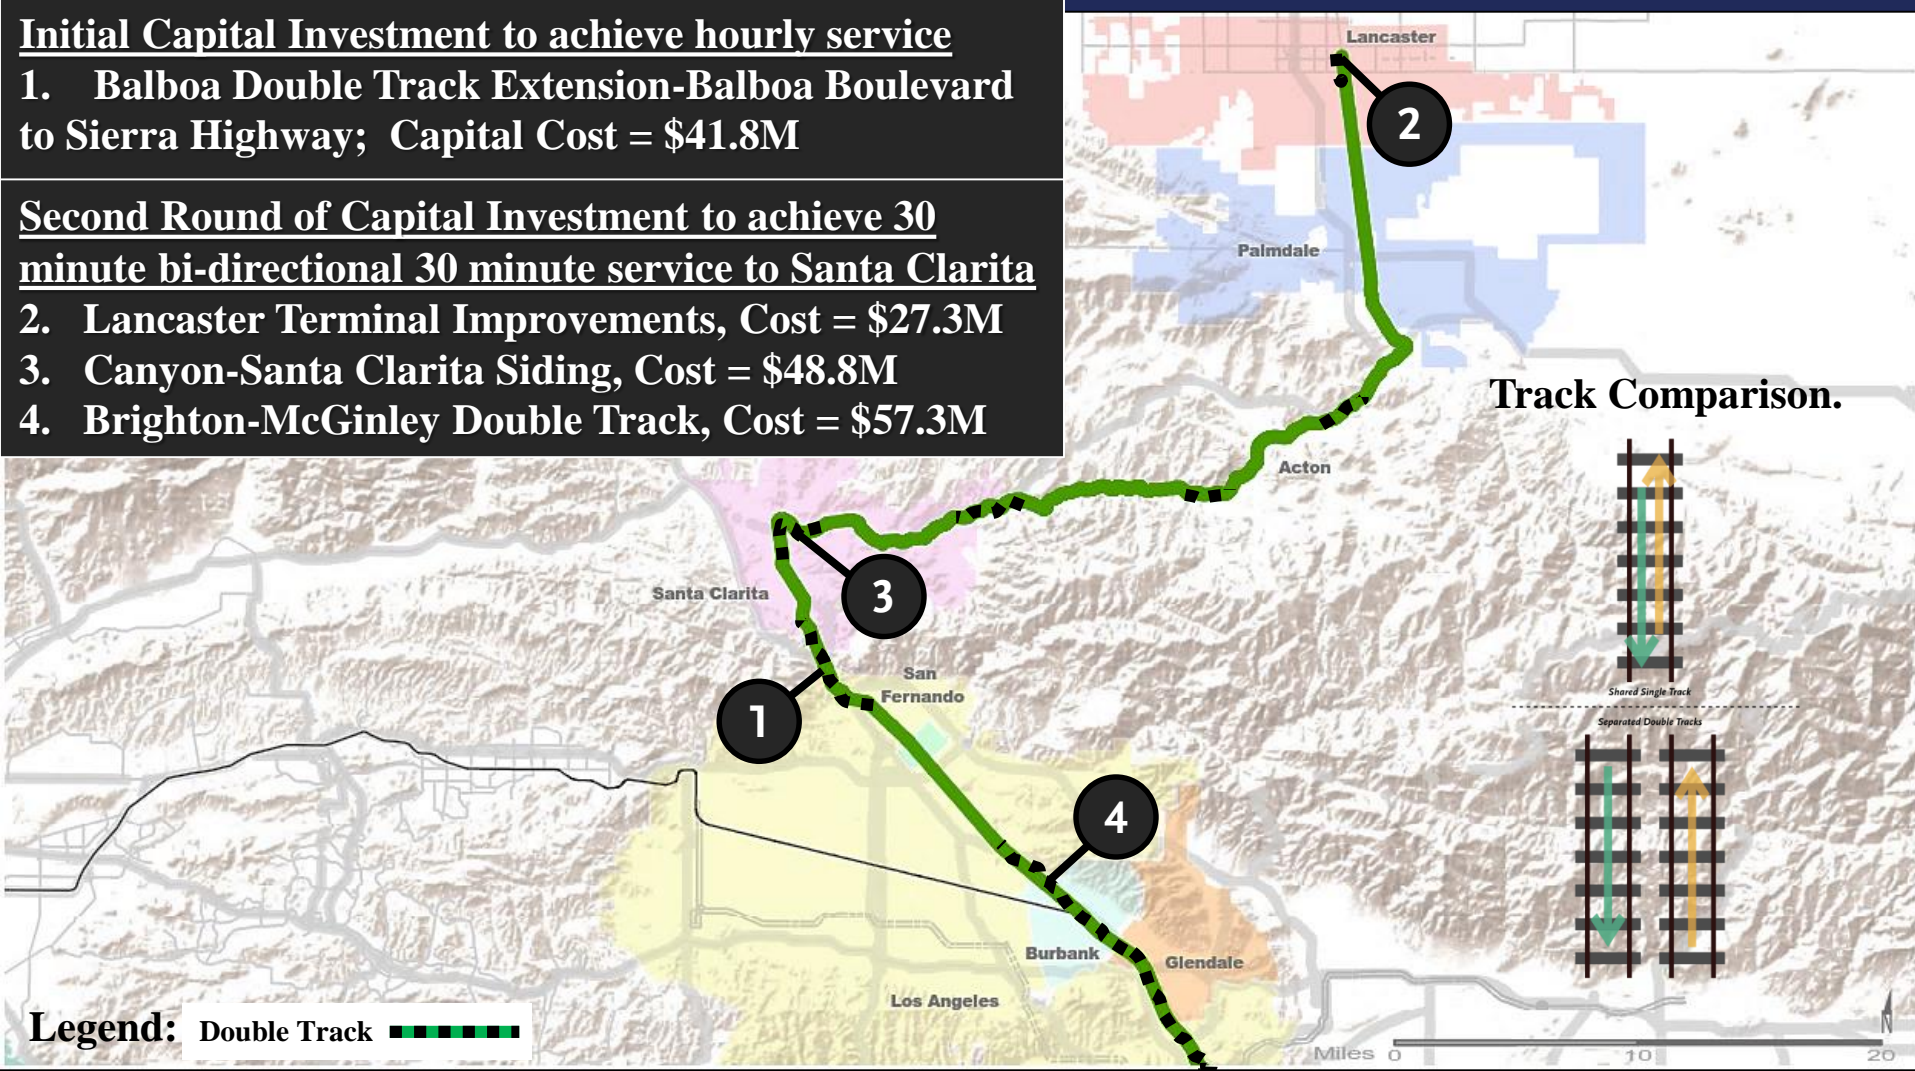 Initial Capital Investment to achieve hourly service
1. Balboa Double Track Extension-Balboa Boulevard
to Sierra Highway; Capital Cost = $41.8M
Second Round of Capital Investment to achieve 30
minute bi-directional 30 minute service to Santa Clarita
2. Lancaster Terminal Improvements, Cost = $27.3M
3. Canyon-Santa Clarita Siding, Cost = $48.8M
4. Brighton-McGinley Double Track, Cost = $57.3M
Lancaster
2
Palmdale
Track Comparison.
Acton
3
Santa Clarita
San
Fernando
1
Shared Single Track
Separated Double Tracks
4
Burbank
Glendale
Los Angeles
Legend: Double Track
N
Miles 0 10 20